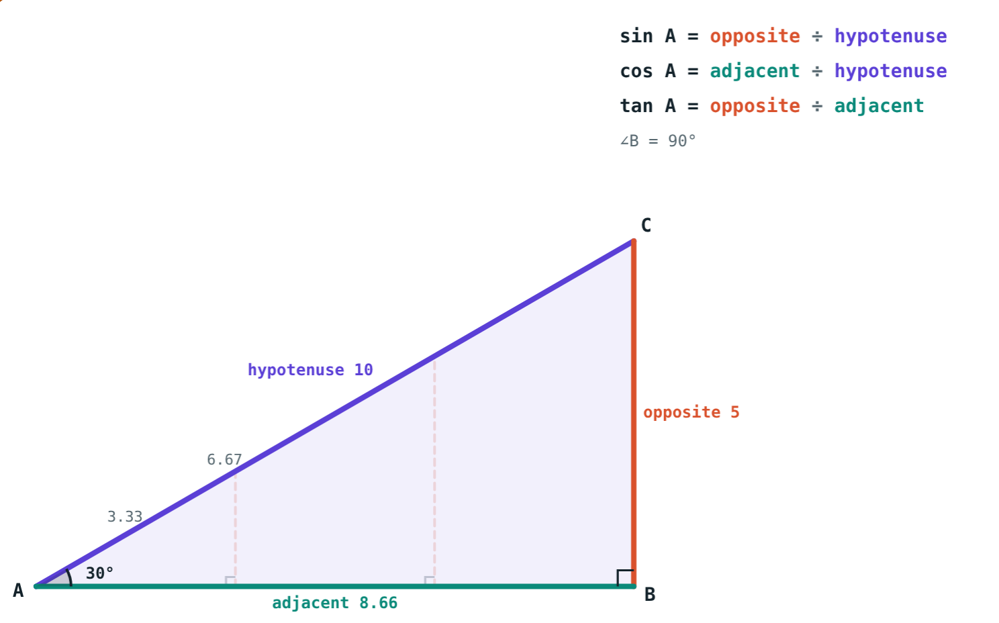 sin A = opposite ÷ hypotenuse
cos A = adjacent ÷ hypotenuse
tan A = opposite ÷ adjacent
∠B = 90°
C
hypotenuse 10
opposite 5
6.67
3.33
30°
A
B
adjacent 8.66